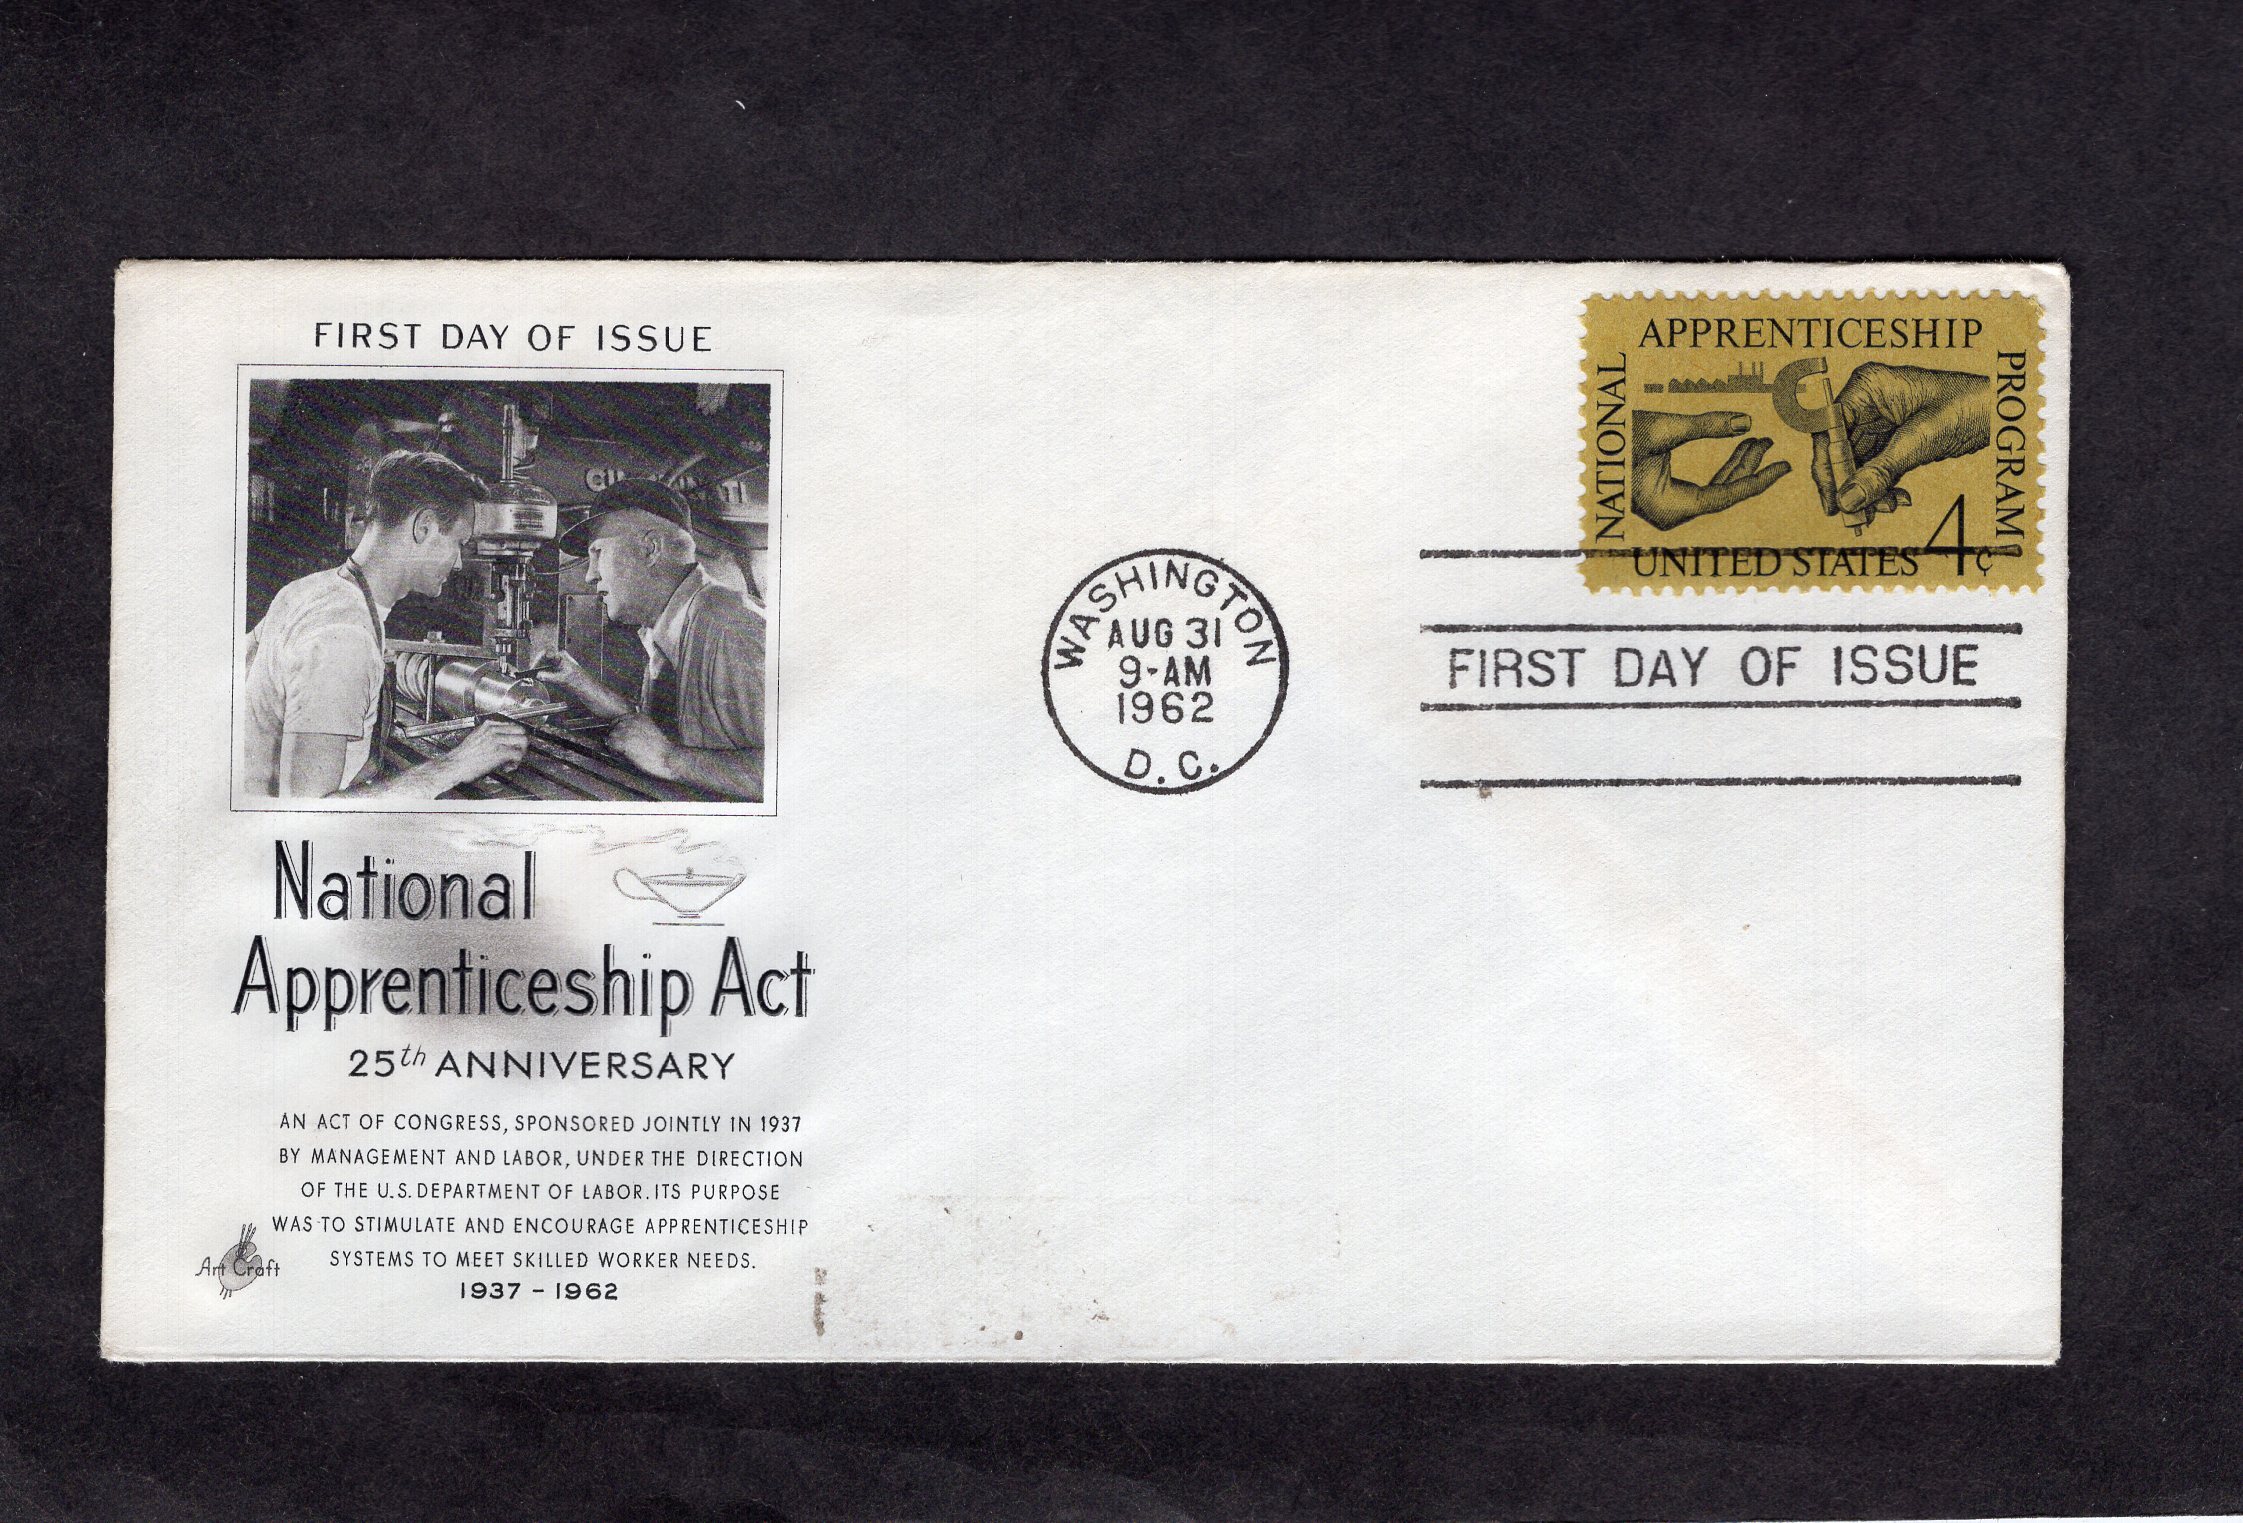 FIRST DAY OF ISSUE
National
Apprenticeship Act
25th ANNIVERSARY
AN ACT OF CONGRESS, SPONSORED JOINTLY IN 1937
BY MANAGEMENT AND LABOR, UNDER THE DIRECTION
OF THE U.S. DEPARTMENT OF LABOR. ITS PURPOSE
WAS TO STIMULATE AND ENCOURAGE APPRENTICESHIP
SYSTEMS TO MEET SKILLED WORKER NEEDS.
1937 - 1962
Art Craft
WASHINGTON
AUG 31
9-AM
1962
D.C.
NATIONAL
APPRENTICESHIP
PROGRAM
UNITED STATES 4¢
FIRST DAY OF ISSUE